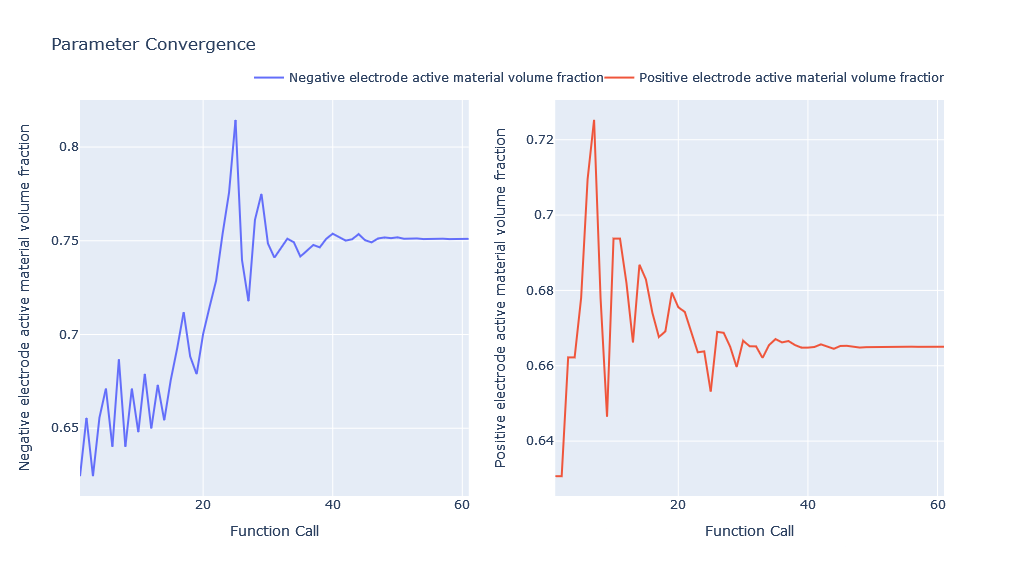 Parameter Convergence
Negative electrode active material volume fraction
Positive electrode active material volume fraction
Negative electrode active material volume fraction
0.8
0.75
0.7
0.65
20
40
60
Function Call
Positive electrode active material volume fraction
0.72
0.7
0.68
0.66
0.64
20
40
60
Function Call